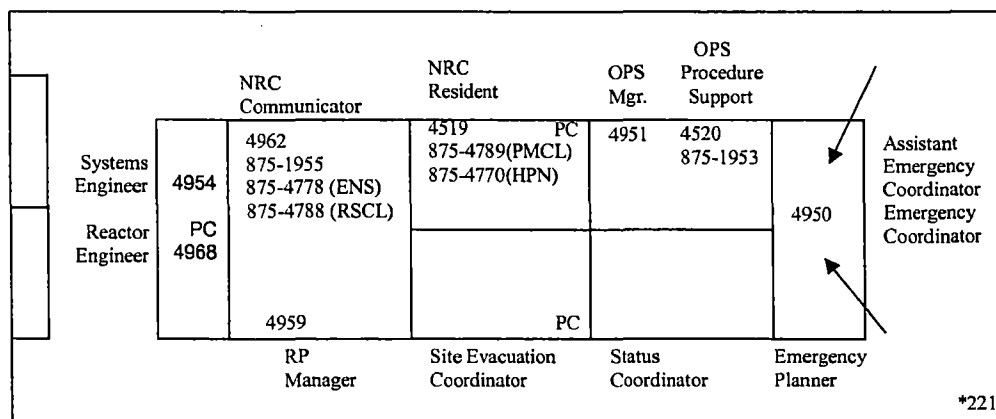 NRC
Communicator
NRC
Resident
OPS
Mgr.
OPS
Procedure
Support
Systems
Engineer
Reactor
Engineer
4954
PC
4968
4962
875-1955
875-4778 (ENS)
875-4788 (RSCL)
4519 PC
875-4789(PMCL)
875-4770(HPN)
4951
4520
875-1953
4950
Assistant
Emergency
Coordinator
Emergency
Coordinator
4959
PC
RP
Manager
Site Evacuation
Coordinator
Status
Coordinator
Emergency
Planner
*221